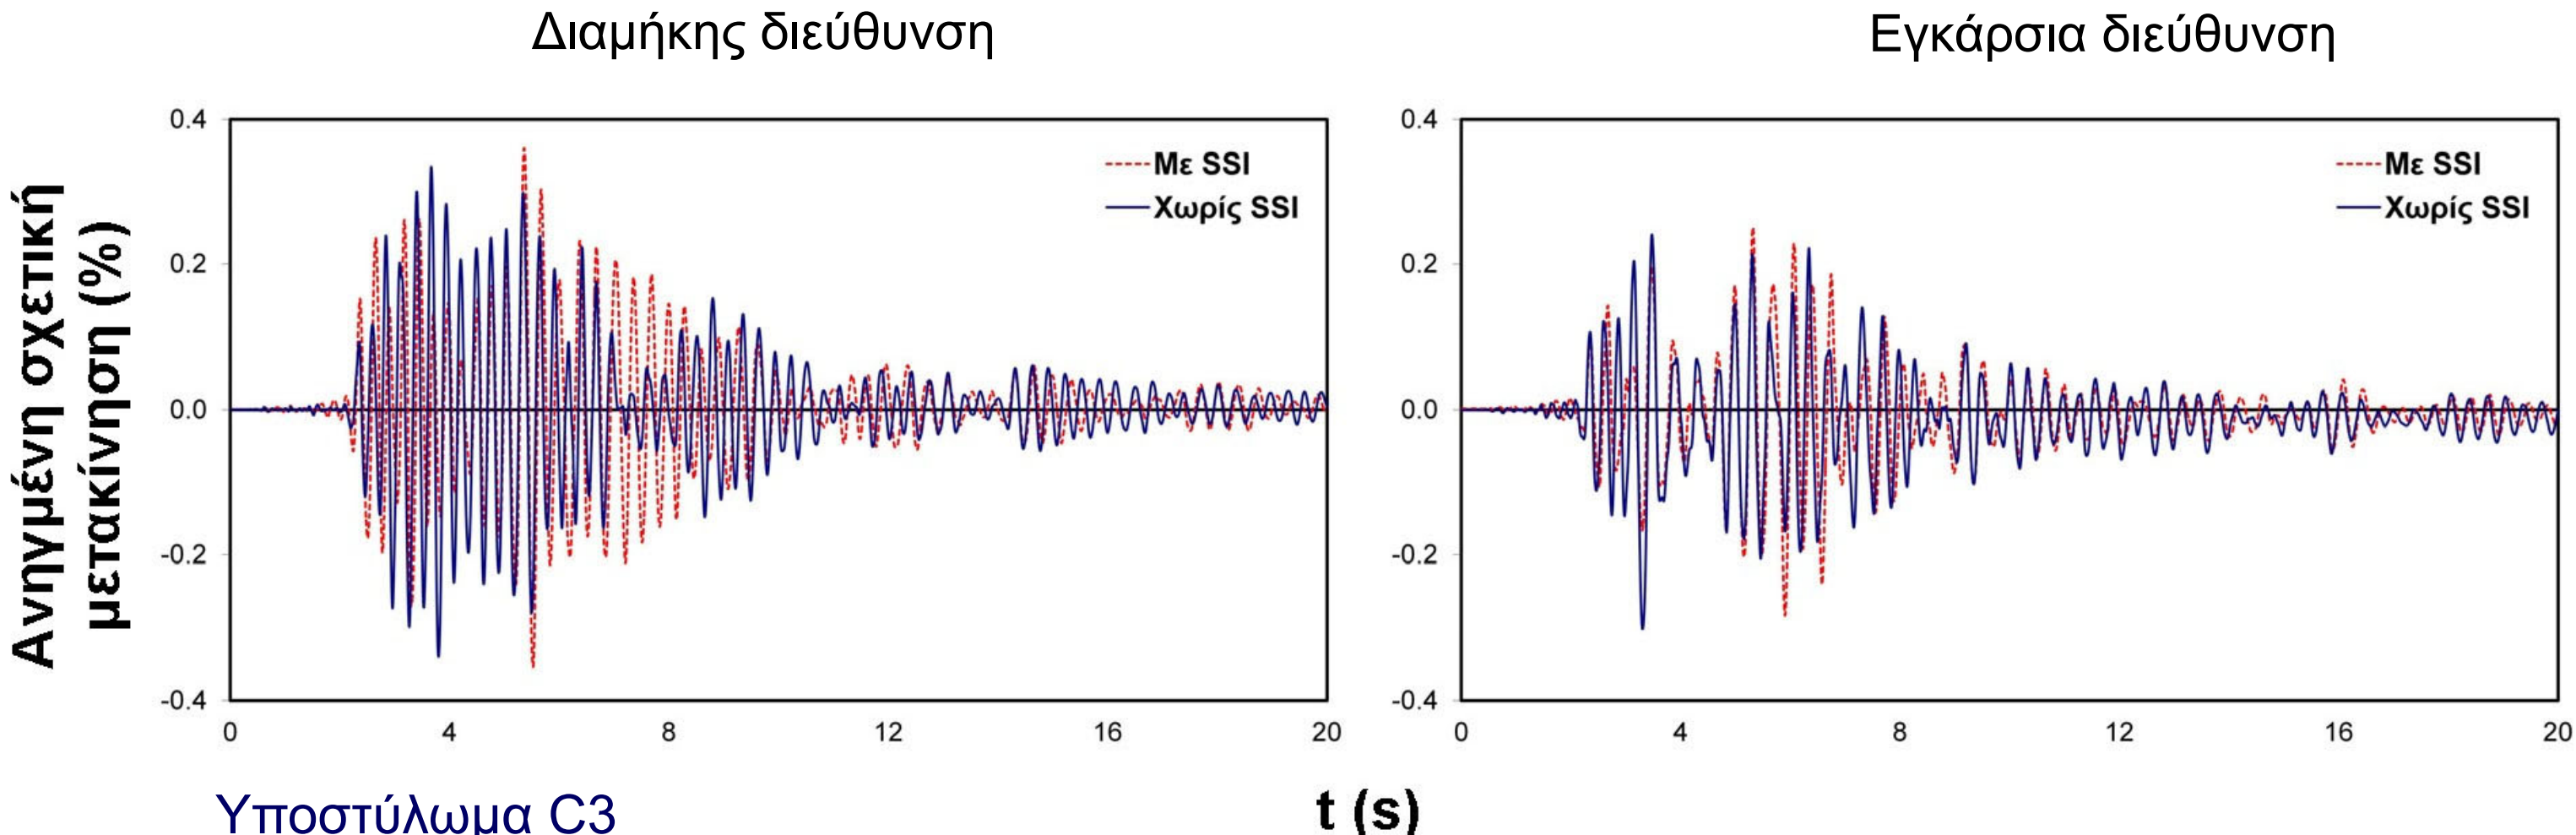 Διαμήκης διεύθυνση
Εγκάρσια διεύθυνση
Ανηγμένη σχετική
μετακίνηση (%)
0.4
0.2
0.0
-0.2
-0.4
Με SSI
Χωρίς SSI
0 4 8 12 16 20
0.4
0.2
0.0
-0.2
-0.4
Με SSI
Χωρίς SSI
0 4 8 12 16 20
Υποστύλωμα C3
t (s)